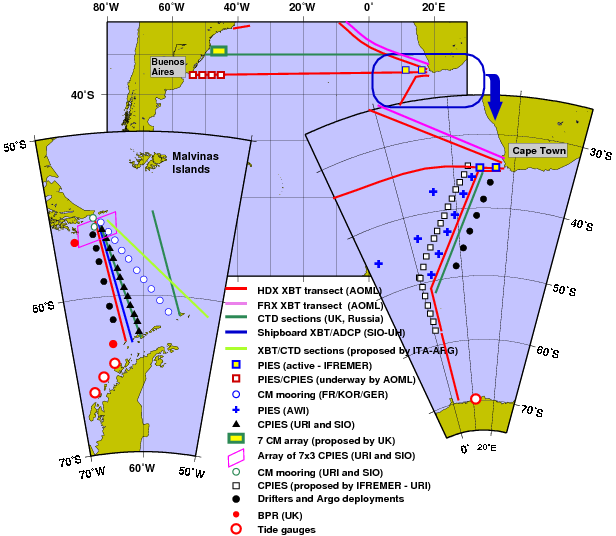 80°W 60°W 40°W 20°W 0° 20°E
Buenos
Aires
40°S
50°S
Malvinas
Islands
Cape Town
30°S
40°S
50°S
60°S
70°S
0° 20°E
60°S
70°S
70°W
60°W
50°W
HDX XBT transect (AOML)
FRX XBT transect (AOML)
CTD sections (UK, Russia)
Shipboard XBT/ADCP (SIO-UH)
XBT/CTD sections (proposed by ITA-ARG)
PIES (active - IFREMER)
PIES/CPIES (underway by AOML)
CM mooring (FR/KOR/GER)
PIES (AWI)
CPIES (URI and SIO)
7 CM array (proposed by UK)
Array of 7x3 CPIES (URI and SIO)
CM mooring (URI and SIO)
CPIES (proposed by IFREMER - URI)
Drifters and Argo deployments
BPR (UK)
Tide gauges